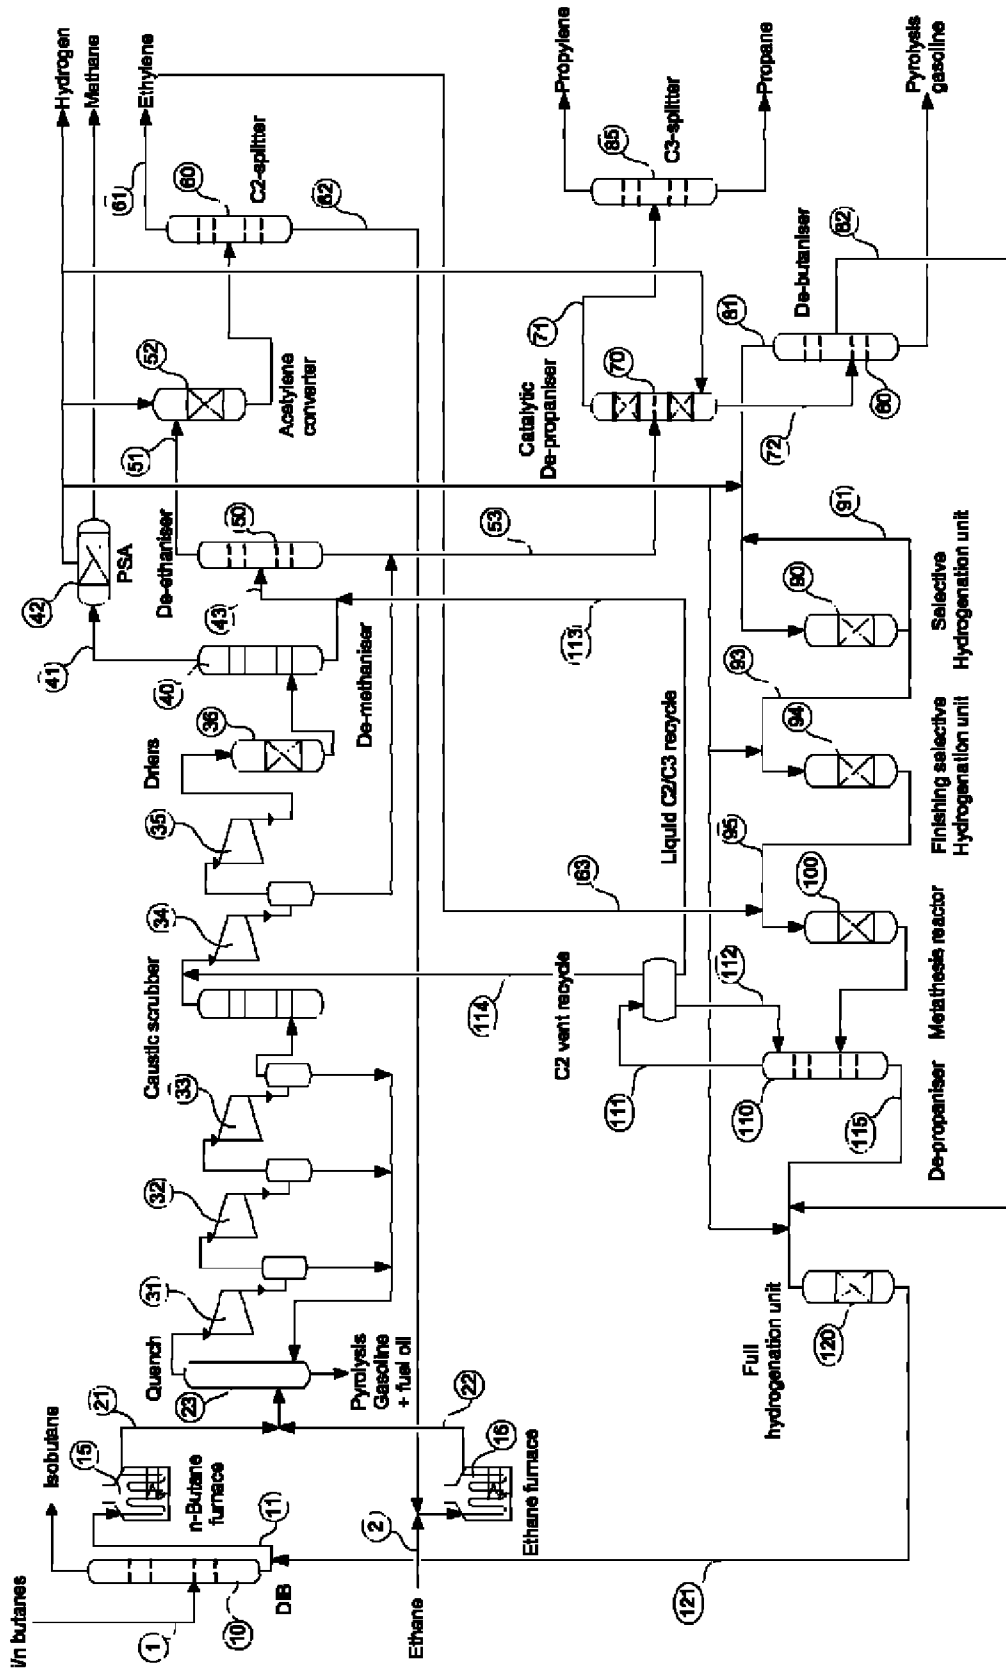 i/n butanes
1
10
DIB
Isobutane
11
15
n-Butane
furnace
21
Ethane
2
16
Ethane furnace
22
121
Quench
23
Pyrolysis
Gasoline
+ fuel oil
31
32
33
Caustic scrubber
34
35
Driers
36
40
De-methaniser
41
42
PSA
Hydrogen
Methane
43
De-ethaniser
50
51
52
Acetylene
converter
53
61
Ethylene
60
C2-splitter
62
63
113
Liquid C2/C3 recycle
114
C2 vent recycle
111
112
110
De-propaniser
115
Full
hydrogenation unit
120
Metathesis reactor
100
95
Finishing selective
Hydrogenation unit
94
93
Selective
Hydrogenation unit
90
91
Catalytic
De-propaniser
70
71
72
85
C3-splitter
Propylene
Propane
De-butaniser
81
80
82
Pyrolysis
gasoline